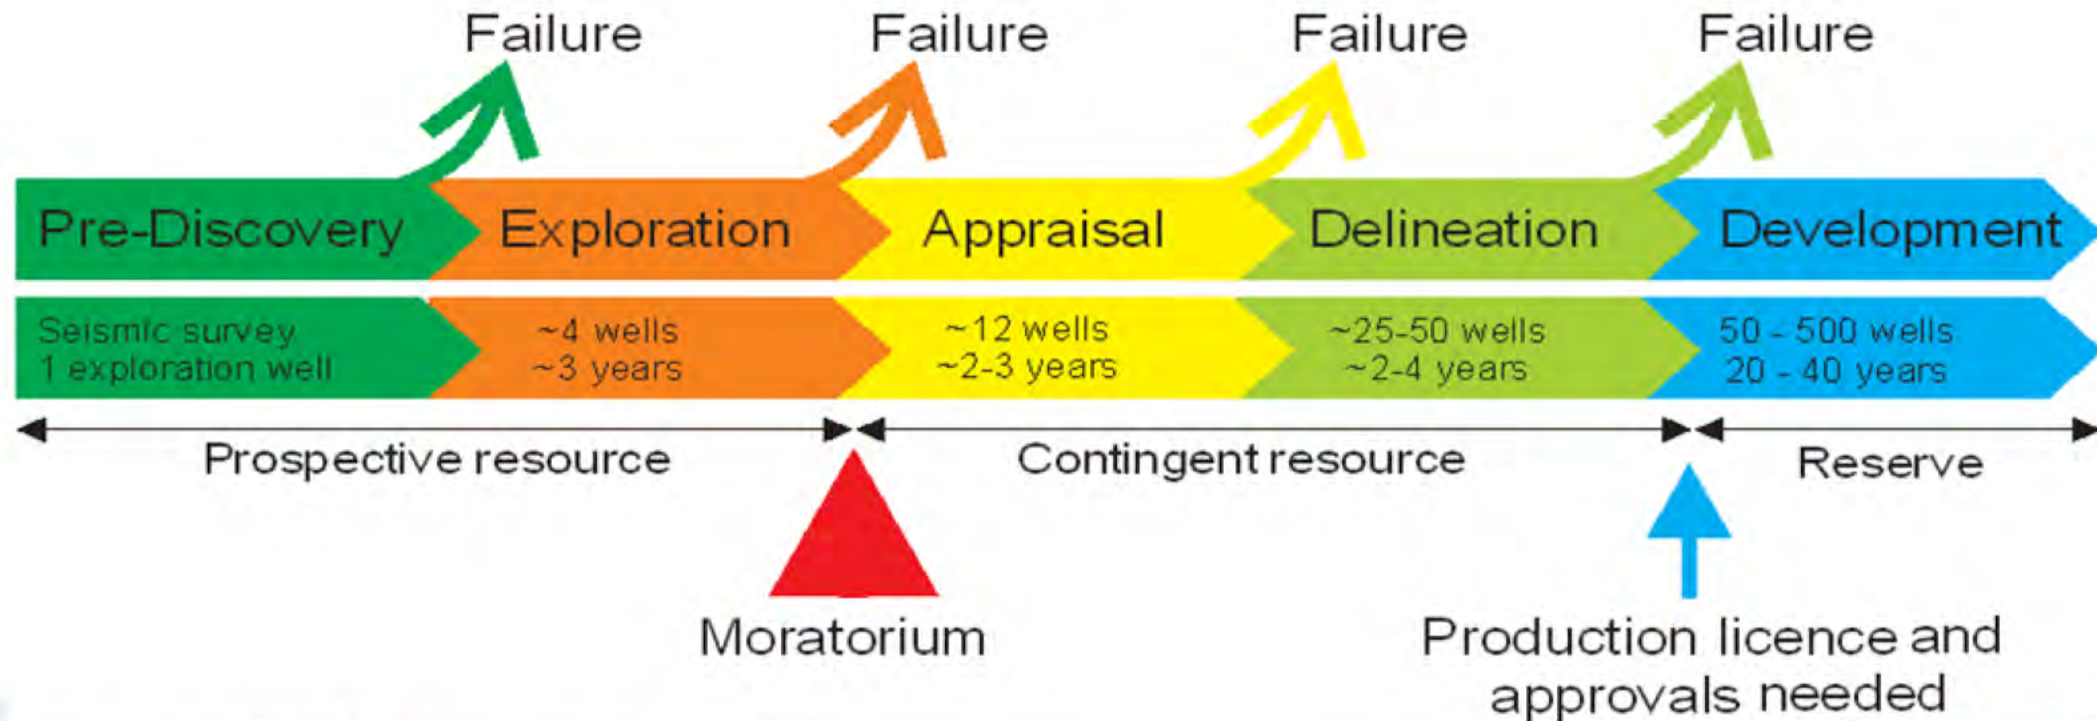 Failure
Failure
Failure
Failure
Pre-Discovery
Exploration
Appraisal
Delineation
Development
Seismic survey
1 exploration well
~4 wells
~3 years
~12 wells
~2-3 years
~25-50 wells
~2-4 years
50 - 500 wells
20 - 40 years
Prospective resource
Contingent resource
Reserve
Moratorium
Production licence and
approvals needed